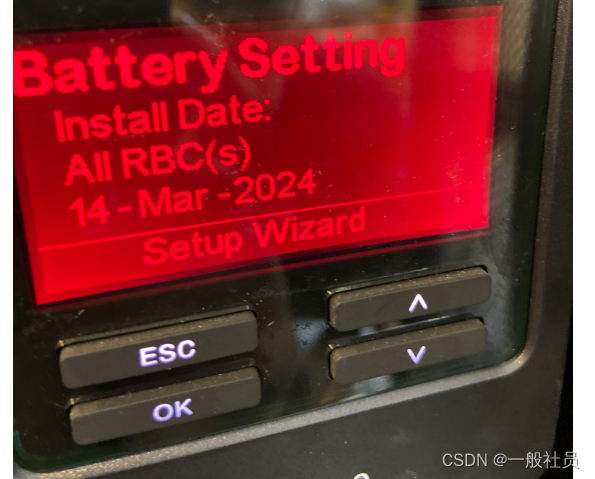 Battery Setting
Install Date:
All RBC(s)
14 - Mar - 2024
Setup Wizard
ESC
OK
CSDN @一般社员